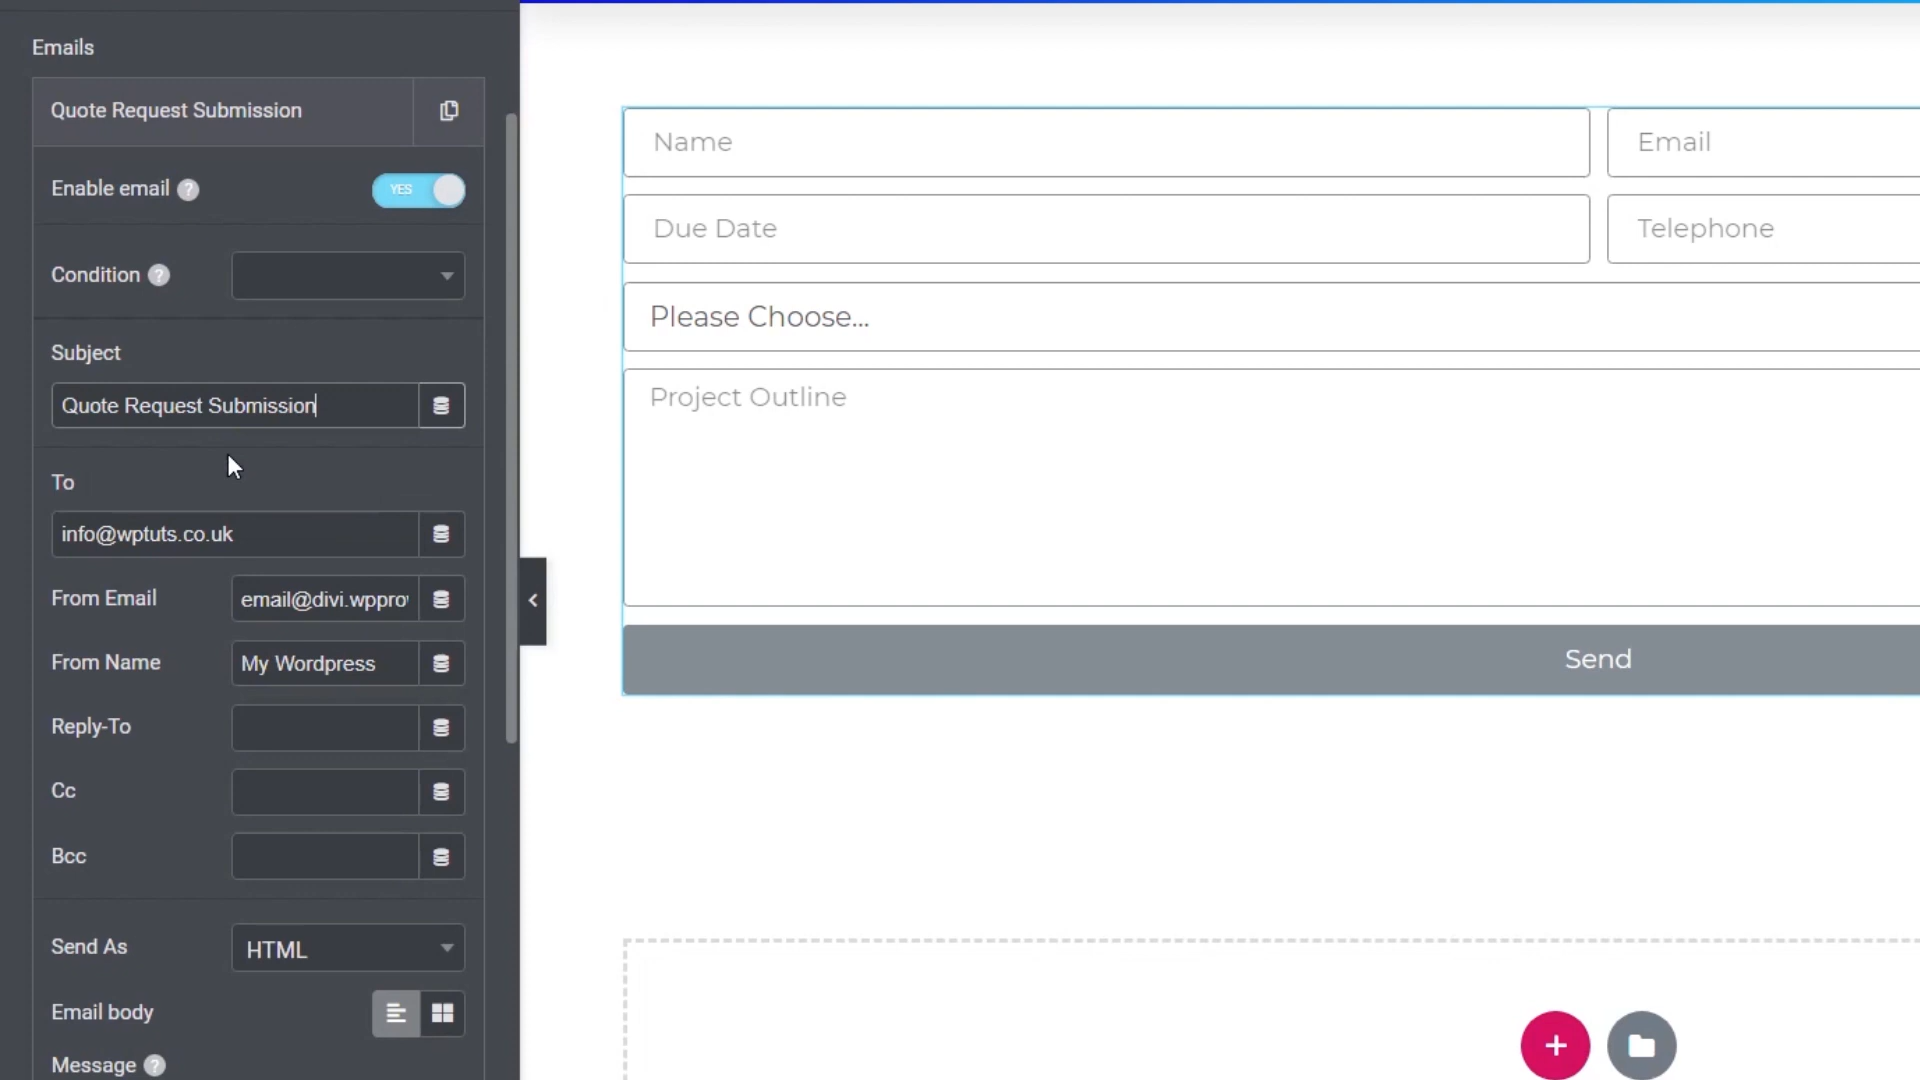 Emails
Quote Request Submission
Enable email ?
YES
Condition ?
Subject
Quote Request Submission
To
info@wptuts.co.uk
From Email
email@divi.wppro
From Name
My Wordpress
Reply-To
Cc
Bcc
Send As
HTML
Email body
Message ?
Name
Email
Due Date
Telephone
Please Choose...
Project Outline
Send